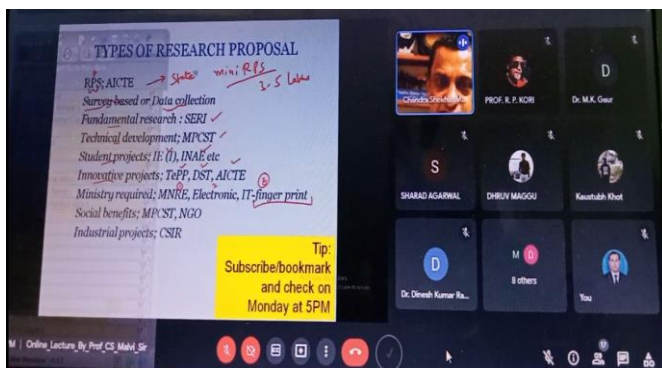 TYPES OF RESEARCH PROPOSAL
RPS; AICTE → State mini RPS
3.5 lakhs
Survey based or Data collection
Fundamental research : SERI
Technical development; MPCST
Student projects; IE (I), INAE etc
Innovative projects; TePP, DST, AICTE
Ministry required; MNRE, Electronic, IT-finger print,
Social benefits; MPCST, NGO
Industrial projects; CSIR
Tip:
Subscribe/bookmark
and check on
Monday at 5PM
Chandra Shekhar
PROF. R. P. KORI
D
Dr. M.K. Gaur
S
SHARAD AGARWAL
DHRUV MAGGU
Kaustubh Khot
D
Dr. Dinesh Kumar Ra...
M D
8 others
You
M | Online_Lecture_By_Prof_CS_Malvi_Sir